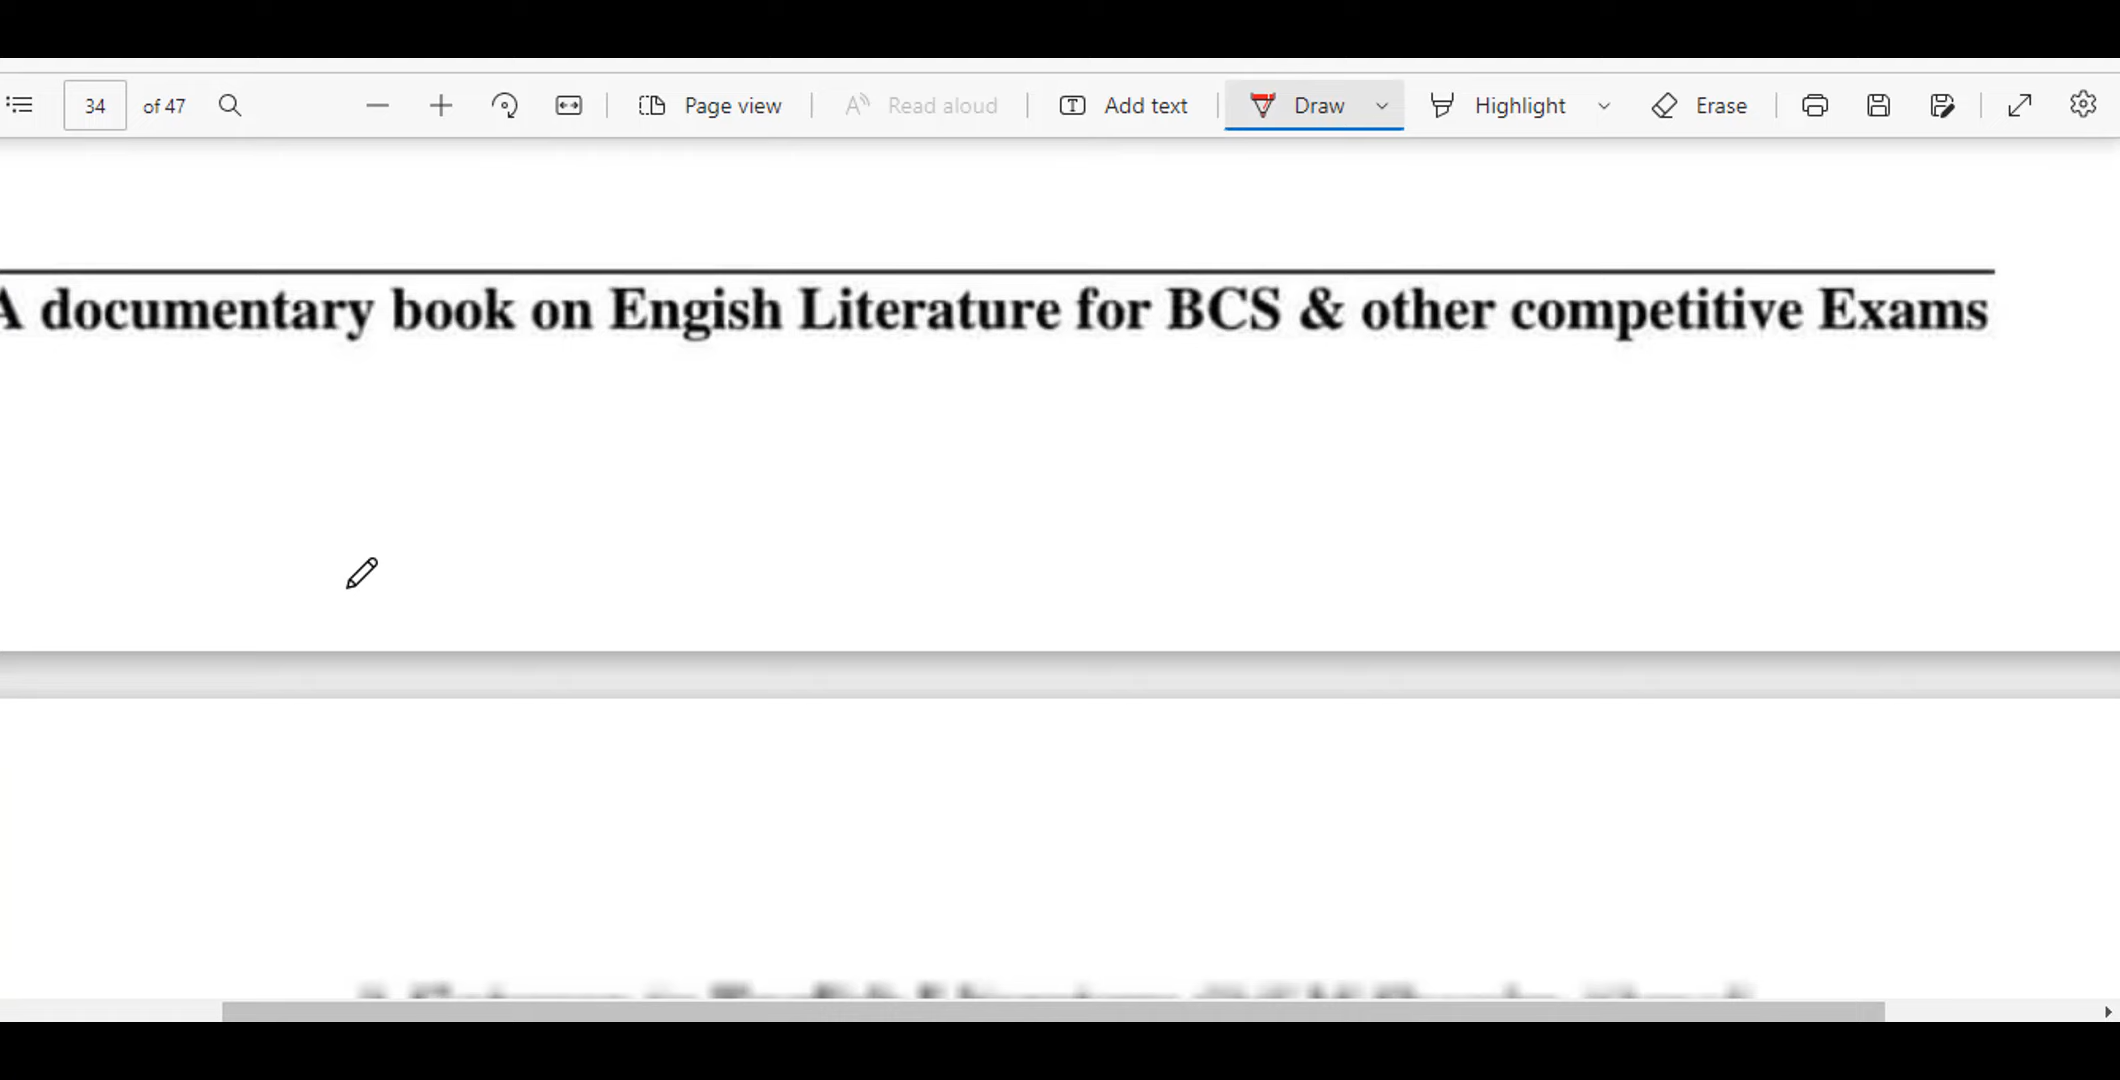 34 of 47 Page view Read aloud Add text Draw Highlight Erase
A documentary book on Engish Literature for BCS & other competitive Exams